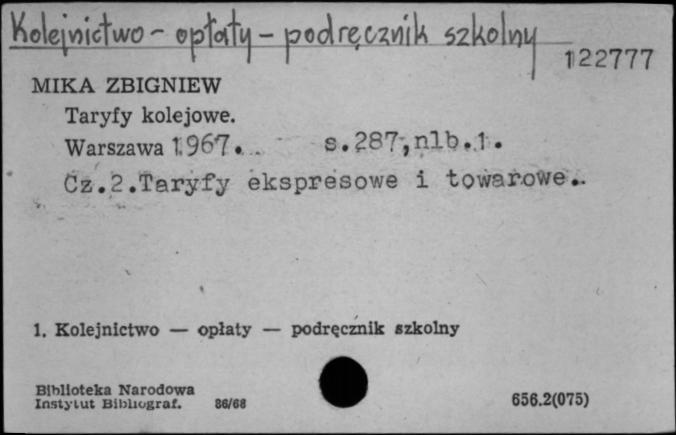 Kolejnictwo - opłaty - podręcznik szkolny
122777
MIKA ZBIGNIEW
Taryfy kolejowe.
Warszawa 1967. s.287,nlb.1.
Cz.2.Taryfy ekspresowe i towarowe.
1. Kolejnictwo — opłaty — podręcznik szkolny
Biblioteka Narodowa
Instytut Bibliograf. 86/68 656.2(075)